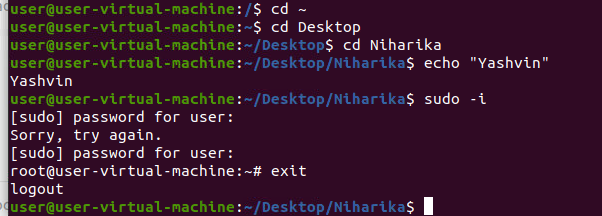 user@user-virtual-machine:/$ cd ~
user@user-virtual-machine:~$ cd Desktop
user@user-virtual-machine:~/Desktop$ cd Niharika
user@user-virtual-machine:~/Desktop/Niharika$ echo "Yashvin"
Yashvin
user@user-virtual-machine:~/Desktop/Niharika$ sudo -i
[sudo] password for user:
Sorry, try again.
[sudo] password for user:
root@user-virtual-machine:~# exit
logout
user@user-virtual-machine:~/Desktop/Niharika$